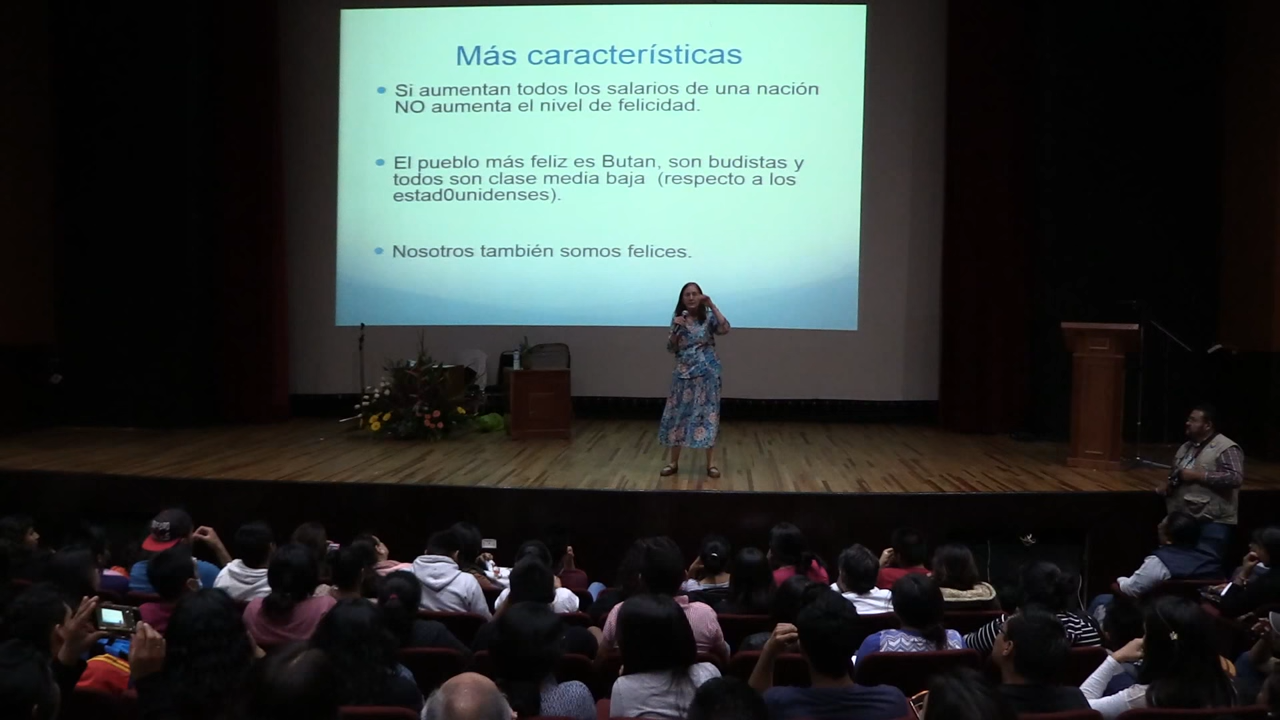 Más características
Si aumentan todos los salarios de una nación
NO aumenta el nivel de felicidad.
El pueblo más feliz es Butan, son budistas y
todos son clase media baja (respecto a los
estad0unidenses).
Nosotros también somos felices.